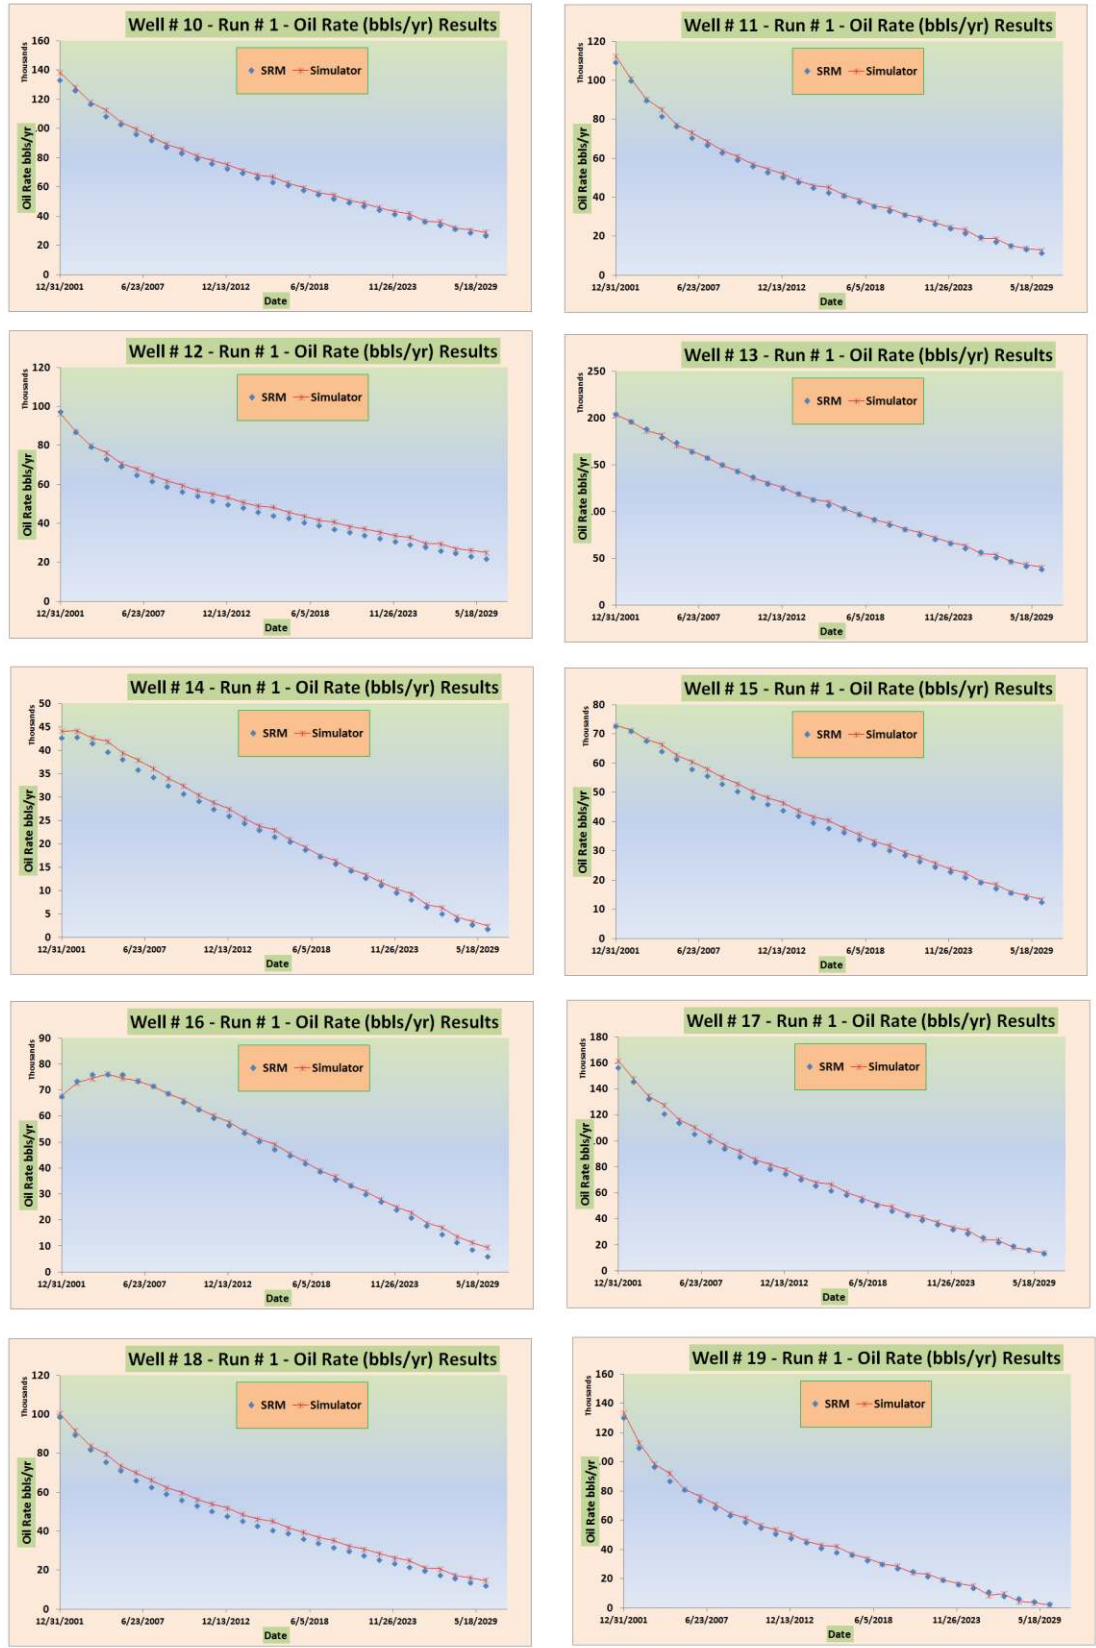 Well # 10 - Run # 1 - Oil Rate (bbls/yr) Results
Thousands
Oil Rate bbls/yr
SRM Simulator
160
140
120
.00
80
60
40
20
0
12/31/2001 6/23/2007 12/13/2012 6/5/2018 11/26/2023 5/18/2029
Date
Well # 11 - Run # 1 - Oil Rate (bbls/yr) Results
Thousands
Oil Rate bbls/yr
SRM Simulator
120
100
80
60
40
20
0
12/31/2001 6/23/2007 12/13/2012 6/5/2018 11/26/2023 5/18/2029
Date
Well # 12 - Run # 1 - Oil Rate (bbls/yr) Results
Thousands
Oil Rate bbls/yr
SRM Simulator
120
100
80
60
40
20
0
12/31/2001 6/23/2007 12/13/2012 6/5/2018 11/26/2023 5/18/2029
Date
Well # 13 - Run # 1 - Oil Rate (bbls/yr) Results
Thousands
Oil Rate bbls/yr
SRM Simulator
250
200
.50
.00
50
0
12/31/2001 6/23/2007 12/13/2012 6/5/2018 11/26/2023 5/18/2029
Date
Well # 14 - Run # 1 - Oil Rate (bbls/yr) Results
Thousands
Oil Rate bbls/yr
SRM Simulator
50
45
40
35
30
25
20
15
10
5
0
12/31/2001 6/23/2007 12/13/2012 6/5/2018 11/26/2023 5/18/2029
Date
Well # 15 - Run # 1 - Oil Rate (bbls/yr) Results
Thousands
Oil Rate bbls/yr
SRM Simulator
80
70
60
50
40
30
20
10
0
12/31/2001 6/23/2007 12/13/2012 6/5/2018 11/26/2023 5/18/2029
Date
Well # 16 - Run # 1 - Oil Rate (bbls/yr) Results
Thousands
Oil Rate bbls/yr
SRM Simulator
90
80
70
60
50
40
30
20
10
0
12/31/2001 6/23/2007 12/13/2012 6/5/2018 11/26/2023 5/18/2029
Date
Well # 17 - Run # 1 - Oil Rate (bbls/yr) Results
Thousands
Oil Rate bbls/yr
SRM Simulator
180
160
140
120
.00
80
60
40
20
0
12/31/2001 6/23/2007 12/13/2012 6/5/2018 11/26/2023 5/18/2029
Date
Well # 18 - Run # 1 - Oil Rate (bbls/yr) Results
Thousands
Oil Rate bbls/yr
SRM Simulator
120
100
80
60
40
20
0
12/31/2001 6/23/2007 12/13/2012 6/5/2018 11/26/2023 5/18/2029
Date
Well # 19 - Run # 1 - Oil Rate (bbls/yr) Results
Thousands
Oil Rate bbls/yr
SRM Simulator
160
140
120
.00
80
60
40
20
0
12/31/2001 6/23/2007 12/13/2012 6/5/2018 11/26/2023 5/18/2029
Date